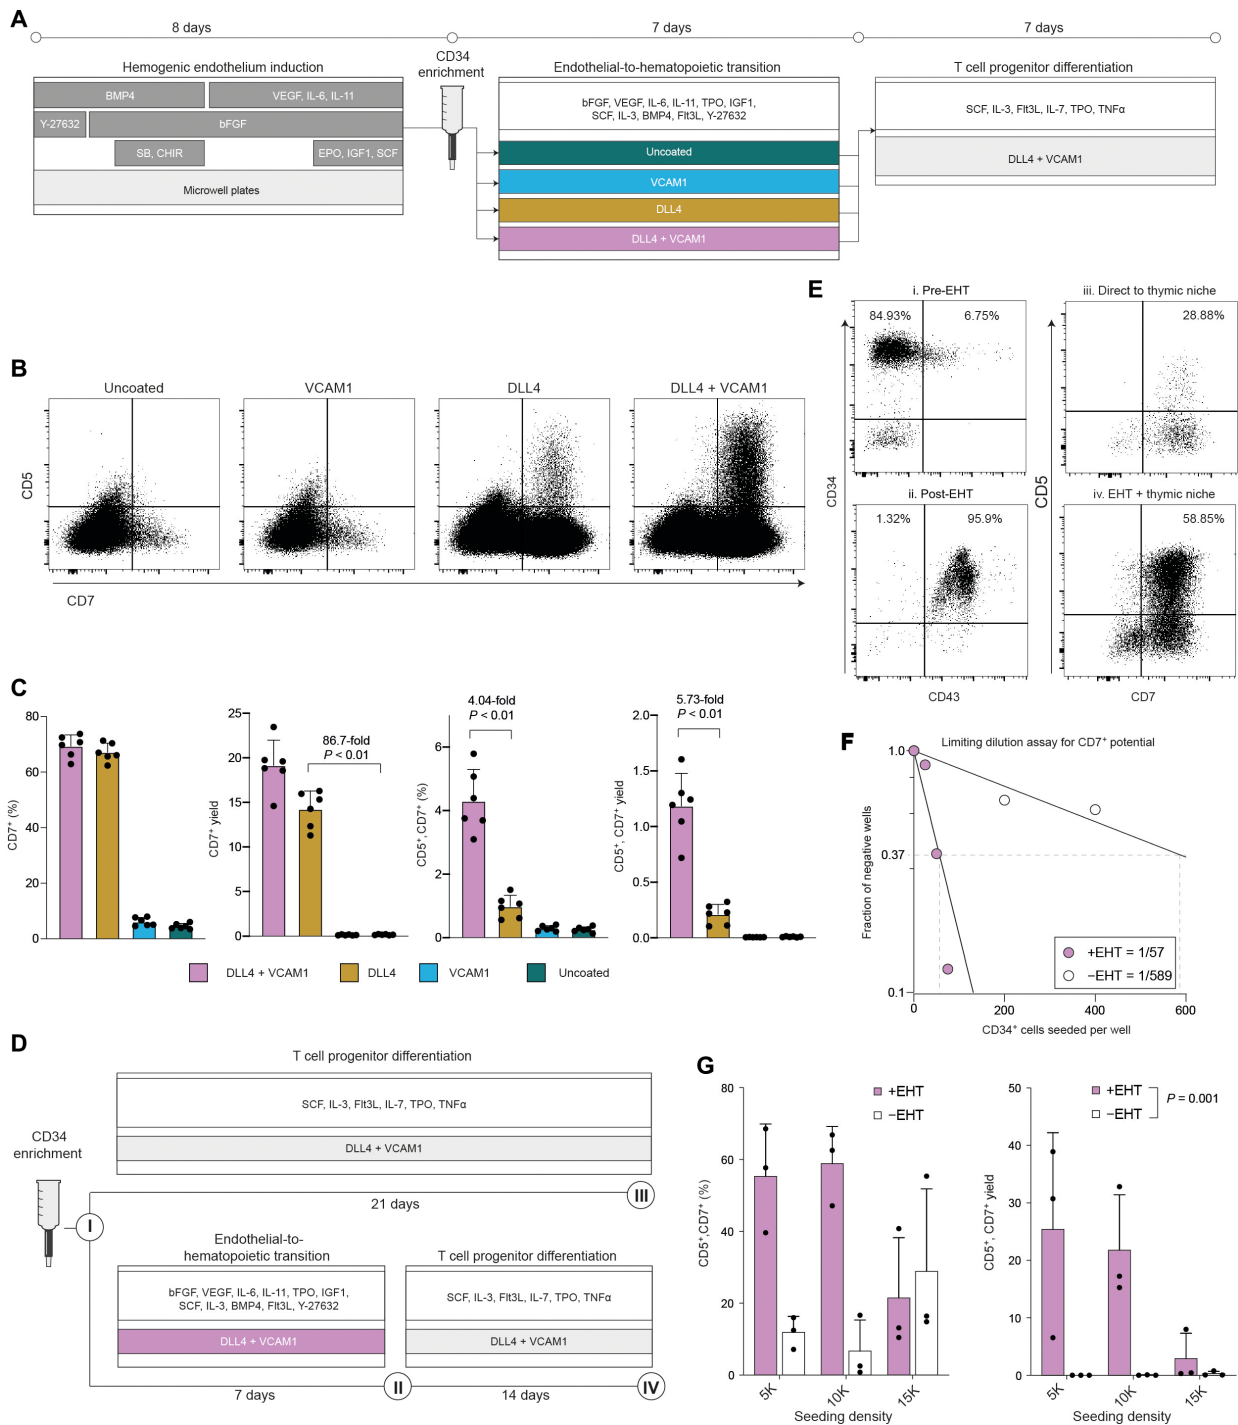 A
8 days
7 days
7 days
Hemogenic endothelium induction
CD34
enrichment
Endothelial-to-hematopoietic transition
T cell progenitor differentiation
BMP4
VEGF, IL-6, IL-11
Y-27632
bFGF
SB, CHIR
EPO, IGF1, SCF
Microwell plates
bFGF, VEGF, IL-6, IL-11, TPO, IGF1,
SCF, IL-3, BMP4, Flt3L, Y-27632
Uncoated
VCAM1
DLL4
DLL4 + VCAM1
SCF, IL-3, Flt3L, IL-7, TPO, TNFα
DLL4 + VCAM1
B
Uncoated
VCAM1
DLL4
DLL4 + VCAM1
CD5
CD7
E
i. Pre-EHT
84.93%
6.75%
iii. Direct to thymic niche
28.88%
CD34
CD5
ii. Post-EHT
1.32%
95.9%
iv. EHT + thymic niche
58.85%
CD43
CD7
C
CD7⁺ (%)
80
60
40
20
0
CD7⁺ yield
25
20
15
10
5
0
86.7-fold
P < 0.01
CD5⁺, CD7⁺ (%)
6
4
2
0
4.04-fold
P < 0.01
CD5⁺, CD7⁺ yield
2.0
1.5
1.0
0.5
0.0
5.73-fold
P < 0.01
DLL4 + VCAM1
DLL4
VCAM1
Uncoated
F
Limiting dilution assay for CD7⁺ potential
Fraction of negative wells
1.0
0.37
0.1
+EHT = 1/57
−EHT = 1/589
0
200
400
600
CD34⁺ cells seeded per well
D
T cell progenitor differentiation
SCF, IL-3, Flt3L, IL-7, TPO, TNFα
DLL4 + VCAM1
CD34
enrichment
21 days
III
I
Endothelial-to-
hematopoietic transition
T cell progenitor differentiation
bFGF, VEGF, IL-6, IL-11, TPO, IGF1,
SCF, IL-3, BMP4, Flt3L, Y-27632
SCF, IL-3, Flt3L, IL-7, TPO, TNFα
DLL4 + VCAM1
DLL4 + VCAM1
7 days
II
14 days
IV
G
CD5⁺,CD7⁺ (%)
80
60
40
20
0
+EHT
−EHT
5K
10K
15K
Seeding density
CD5⁺, CD7⁺ yield
50
40
30
20
10
0
+EHT
−EHT
P = 0.001
5K
10K
15K
Seeding density